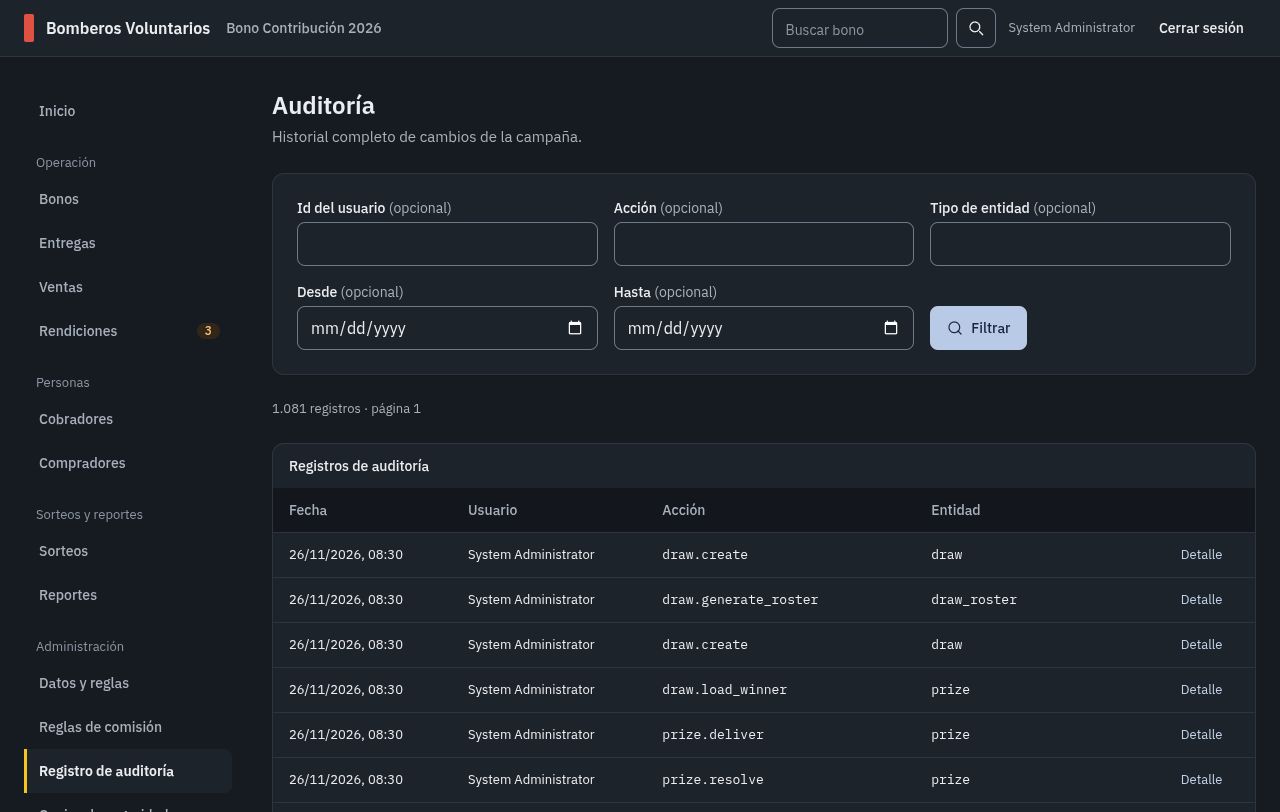 Bomberos Voluntarios Bono Contribución 2026 Buscar bono System Administrator Cerrar sesión
Inicio
Operación
Bonos
Entregas
Ventas
Rendiciones 3
Personas
Cobradores
Compradores
Sorteos y reportes
Sorteos
Reportes
Administración
Datos y reglas
Reglas de comisión
Registro de auditoría
Auditoría
Historial completo de cambios de la campaña.
Id del usuario (opcional) Acción (opcional) Tipo de entidad (opcional)
Desde (opcional) Hasta (opcional)
mm/dd/yyyy mm/dd/yyyy Filtrar
1.081 registros · página 1
Registros de auditoría
Fecha Usuario Acción Entidad
26/11/2026, 08:30 System Administrator draw.create draw Detalle
26/11/2026, 08:30 System Administrator draw.generate_roster draw_roster Detalle
26/11/2026, 08:30 System Administrator draw.create draw Detalle
26/11/2026, 08:30 System Administrator draw.load_winner prize Detalle
26/11/2026, 08:30 System Administrator prize.deliver prize Detalle
26/11/2026, 08:30 System Administrator prize.resolve prize Detalle